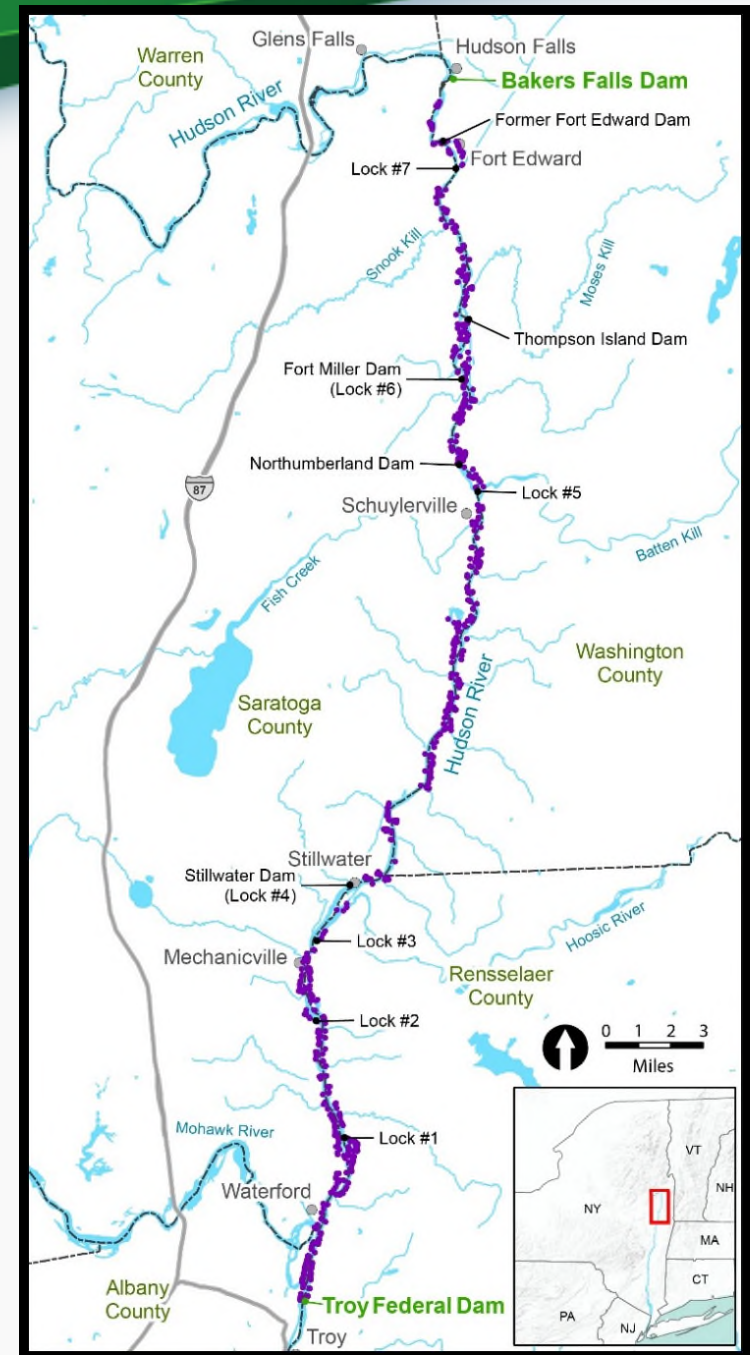 Glens Falls
Hudson Falls
Warren
County
Bakers Falls Dam
Hudson River
Former Fort Edward Dam
Fort Edward
Lock #7
Snook Kill
Moses Kill
Thompson Island Dam
Fort Miller Dam
(Lock #6)
Northumberland Dam
87
Lock #5
Schuylerville
Batten Kill
Fish Creek
Washington
County
Saratoga
County
Hudson River
Stillwater
Stillwater Dam
(Lock #4)
Hoosic River
Lock #3
Mechanicville
Rensselaer
County
Lock #2
0 1 2 3
Miles
Mohawk River
Lock #1
Waterford
VT
NH
NY
MA
CT
PA
NJ
Albany
County
Troy Federal Dam
Troy